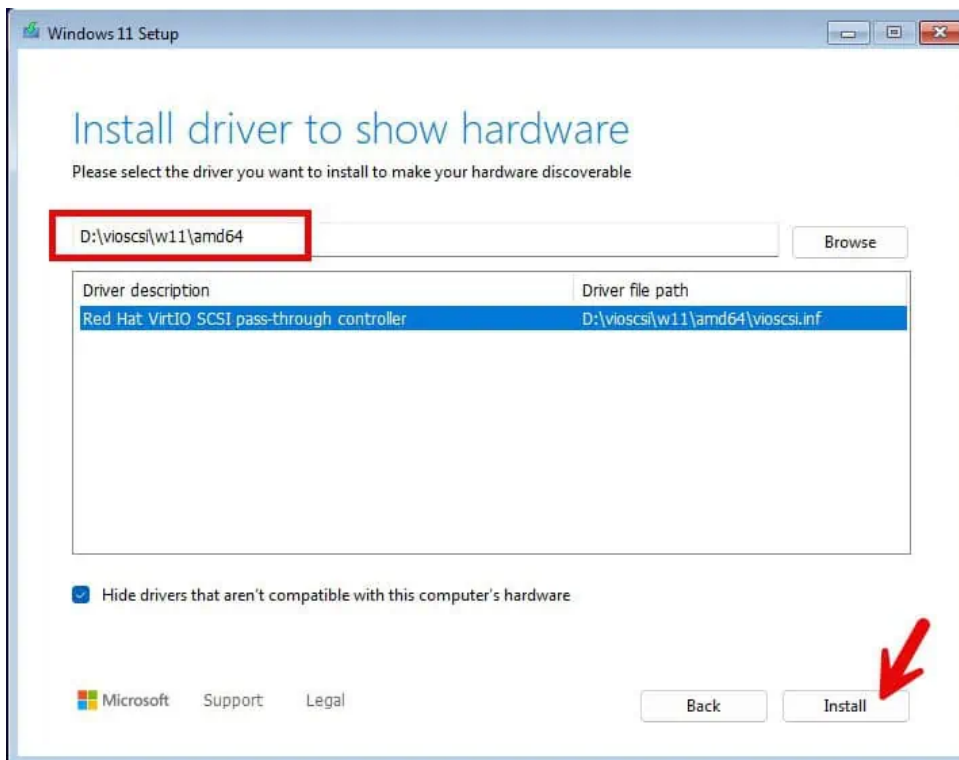 Windows 11 Setup
Install driver to show hardware
Please select the driver you want to install to make your hardware discoverable
D:\vioscsi\w11\amd64
Browse
Driver description Driver file path
Red Hat VirtIO SCSI pass-through controller D:\vioscsi\w11\amd64\vioscsi.inf
Hide drivers that aren't compatible with this computer's hardware
Microsoft Support Legal Back Install